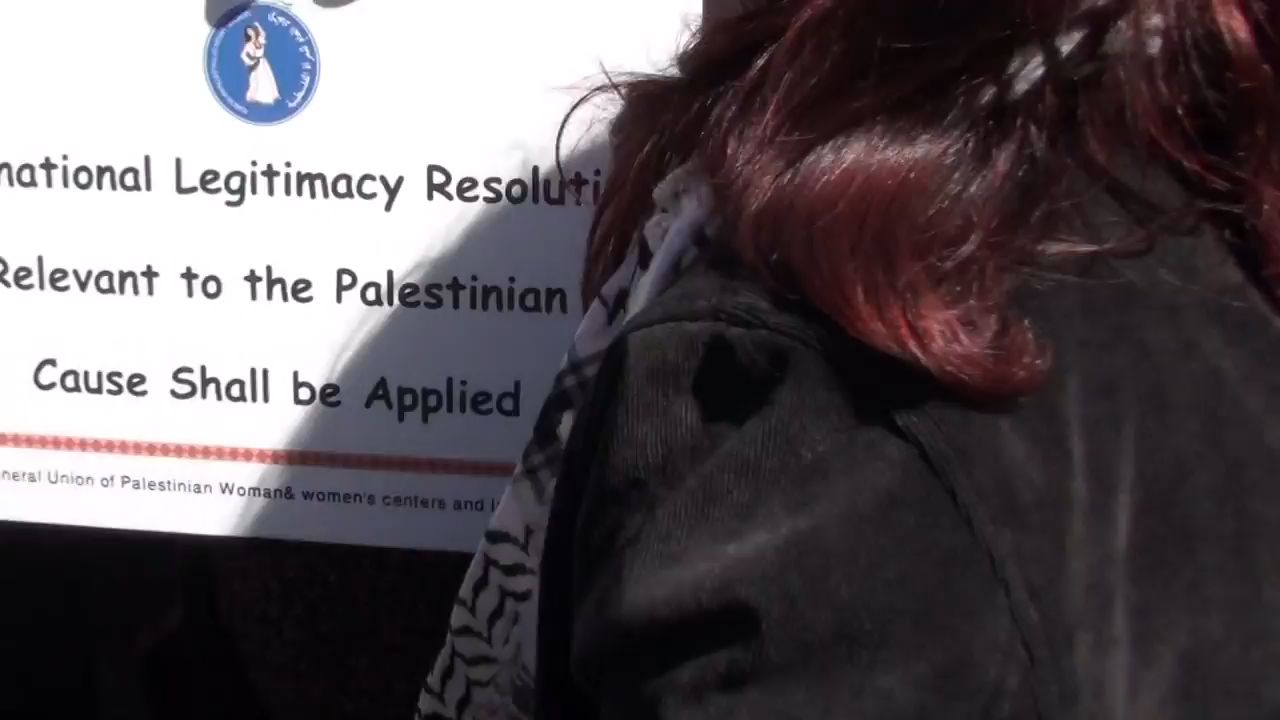 national Legitimacy Resoluti
Relevant to the Palestinian
Cause Shall be Applied
neral Union of Palestinian Woman& women's centers and